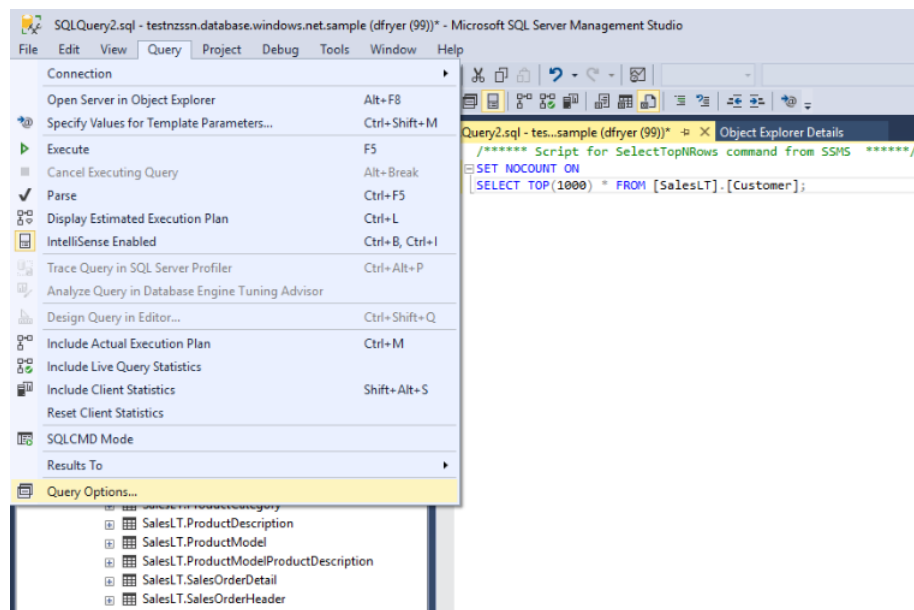 SQLQuery2.sql - testnzssn.database.windows.net.sample (dfryer (99))* - Microsoft SQL Server Management Studio
File Edit View Query Project Debug Tools Window Help
Connection
Open Server in Object Explorer Alt+F8
Specify Values for Template Parameters... Ctrl+Shift+M
Execute F5
Cancel Executing Query Alt+Break
Parse Ctrl+F5
Display Estimated Execution Plan Ctrl+L
IntelliSense Enabled Ctrl+B, Ctrl+I
Trace Query in SQL Server Profiler Ctrl+Alt+P
Analyze Query in Database Engine Tuning Advisor
Design Query in Editor... Ctrl+Shift+Q
Include Actual Execution Plan Ctrl+M
Include Live Query Statistics
Include Client Statistics Shift+Alt+S
Reset Client Statistics
SQLCMD Mode
Results To
Query Options...
SalesLT.ProductCategory
SalesLT.ProductDescription
SalesLT.ProductModel
SalesLT.ProductModelProductDescription
SalesLT.SalesOrderDetail
SalesLT.SalesOrderHeader
Query2.sql - tes...sample (dfryer (99))* Object Explorer Details
/****** Script for SelectTopNRows command from SSMS ******/
SET NOCOUNT ON
SELECT TOP(1000) * FROM [SalesLT].[Customer];